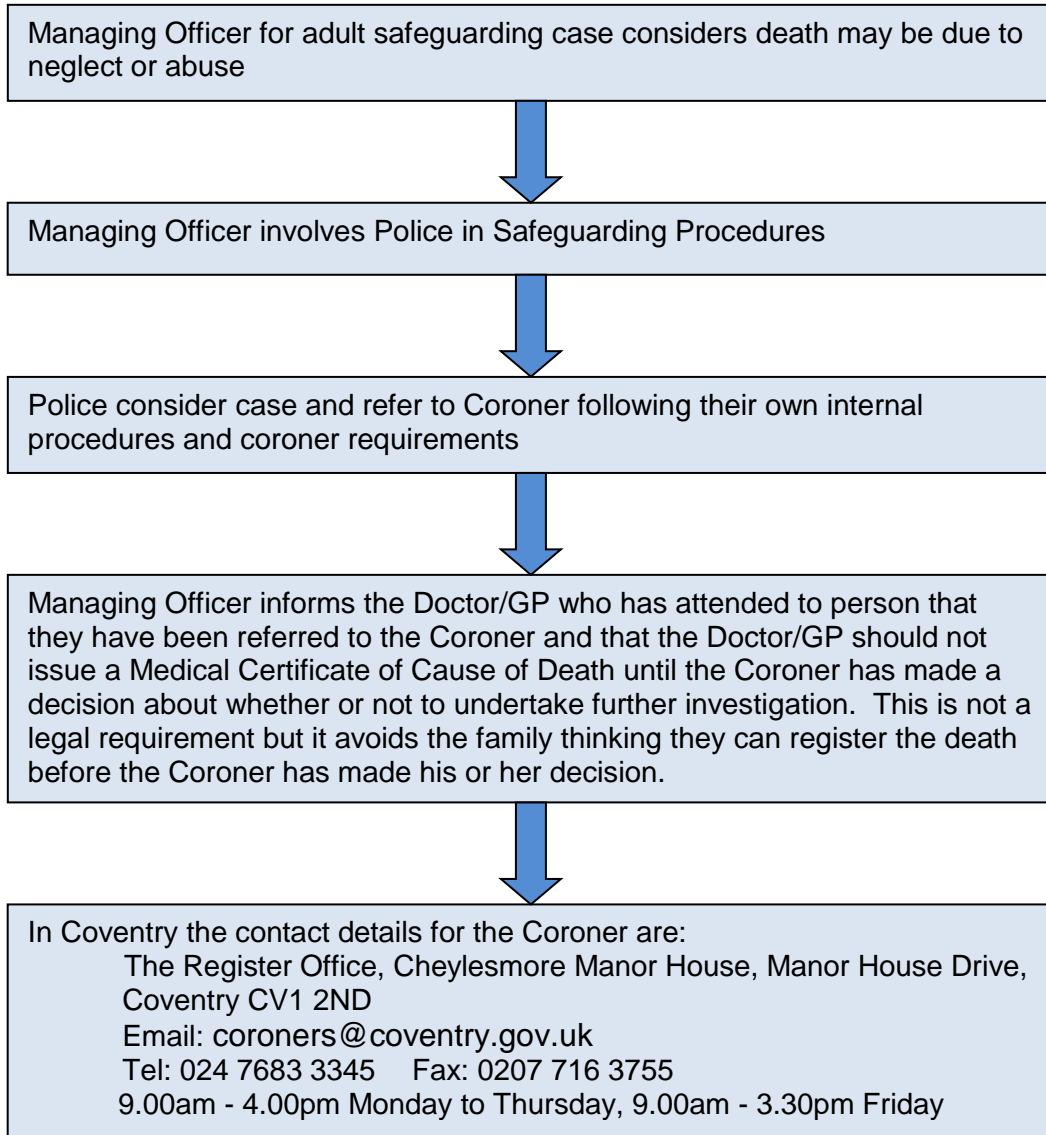 Managing Officer for adult safeguarding case considers death may be due to
neglect or abuse
Managing Officer involves Police in Safeguarding Procedures
Police consider case and refer to Coroner following their own internal
procedures and coroner requirements
Managing Officer informs the Doctor/GP who has attended to person that
they have been referred to the Coroner and that the Doctor/GP should not
issue a Medical Certificate of Cause of Death until the Coroner has made a
decision about whether or not to undertake further investigation.  This is not a
legal requirement but it avoids the family thinking they can register the death
before the Coroner has made his or her decision.
In Coventry the contact details for the Coroner are:
The Register Office, Cheylesmore Manor House, Manor House Drive,
Coventry CV1 2ND
Email: coroners@coventry.gov.uk
Tel: 024 7683 3345    Fax: 0207 716 3755
9.00am - 4.00pm Monday to Thursday, 9.00am - 3.30pm Friday